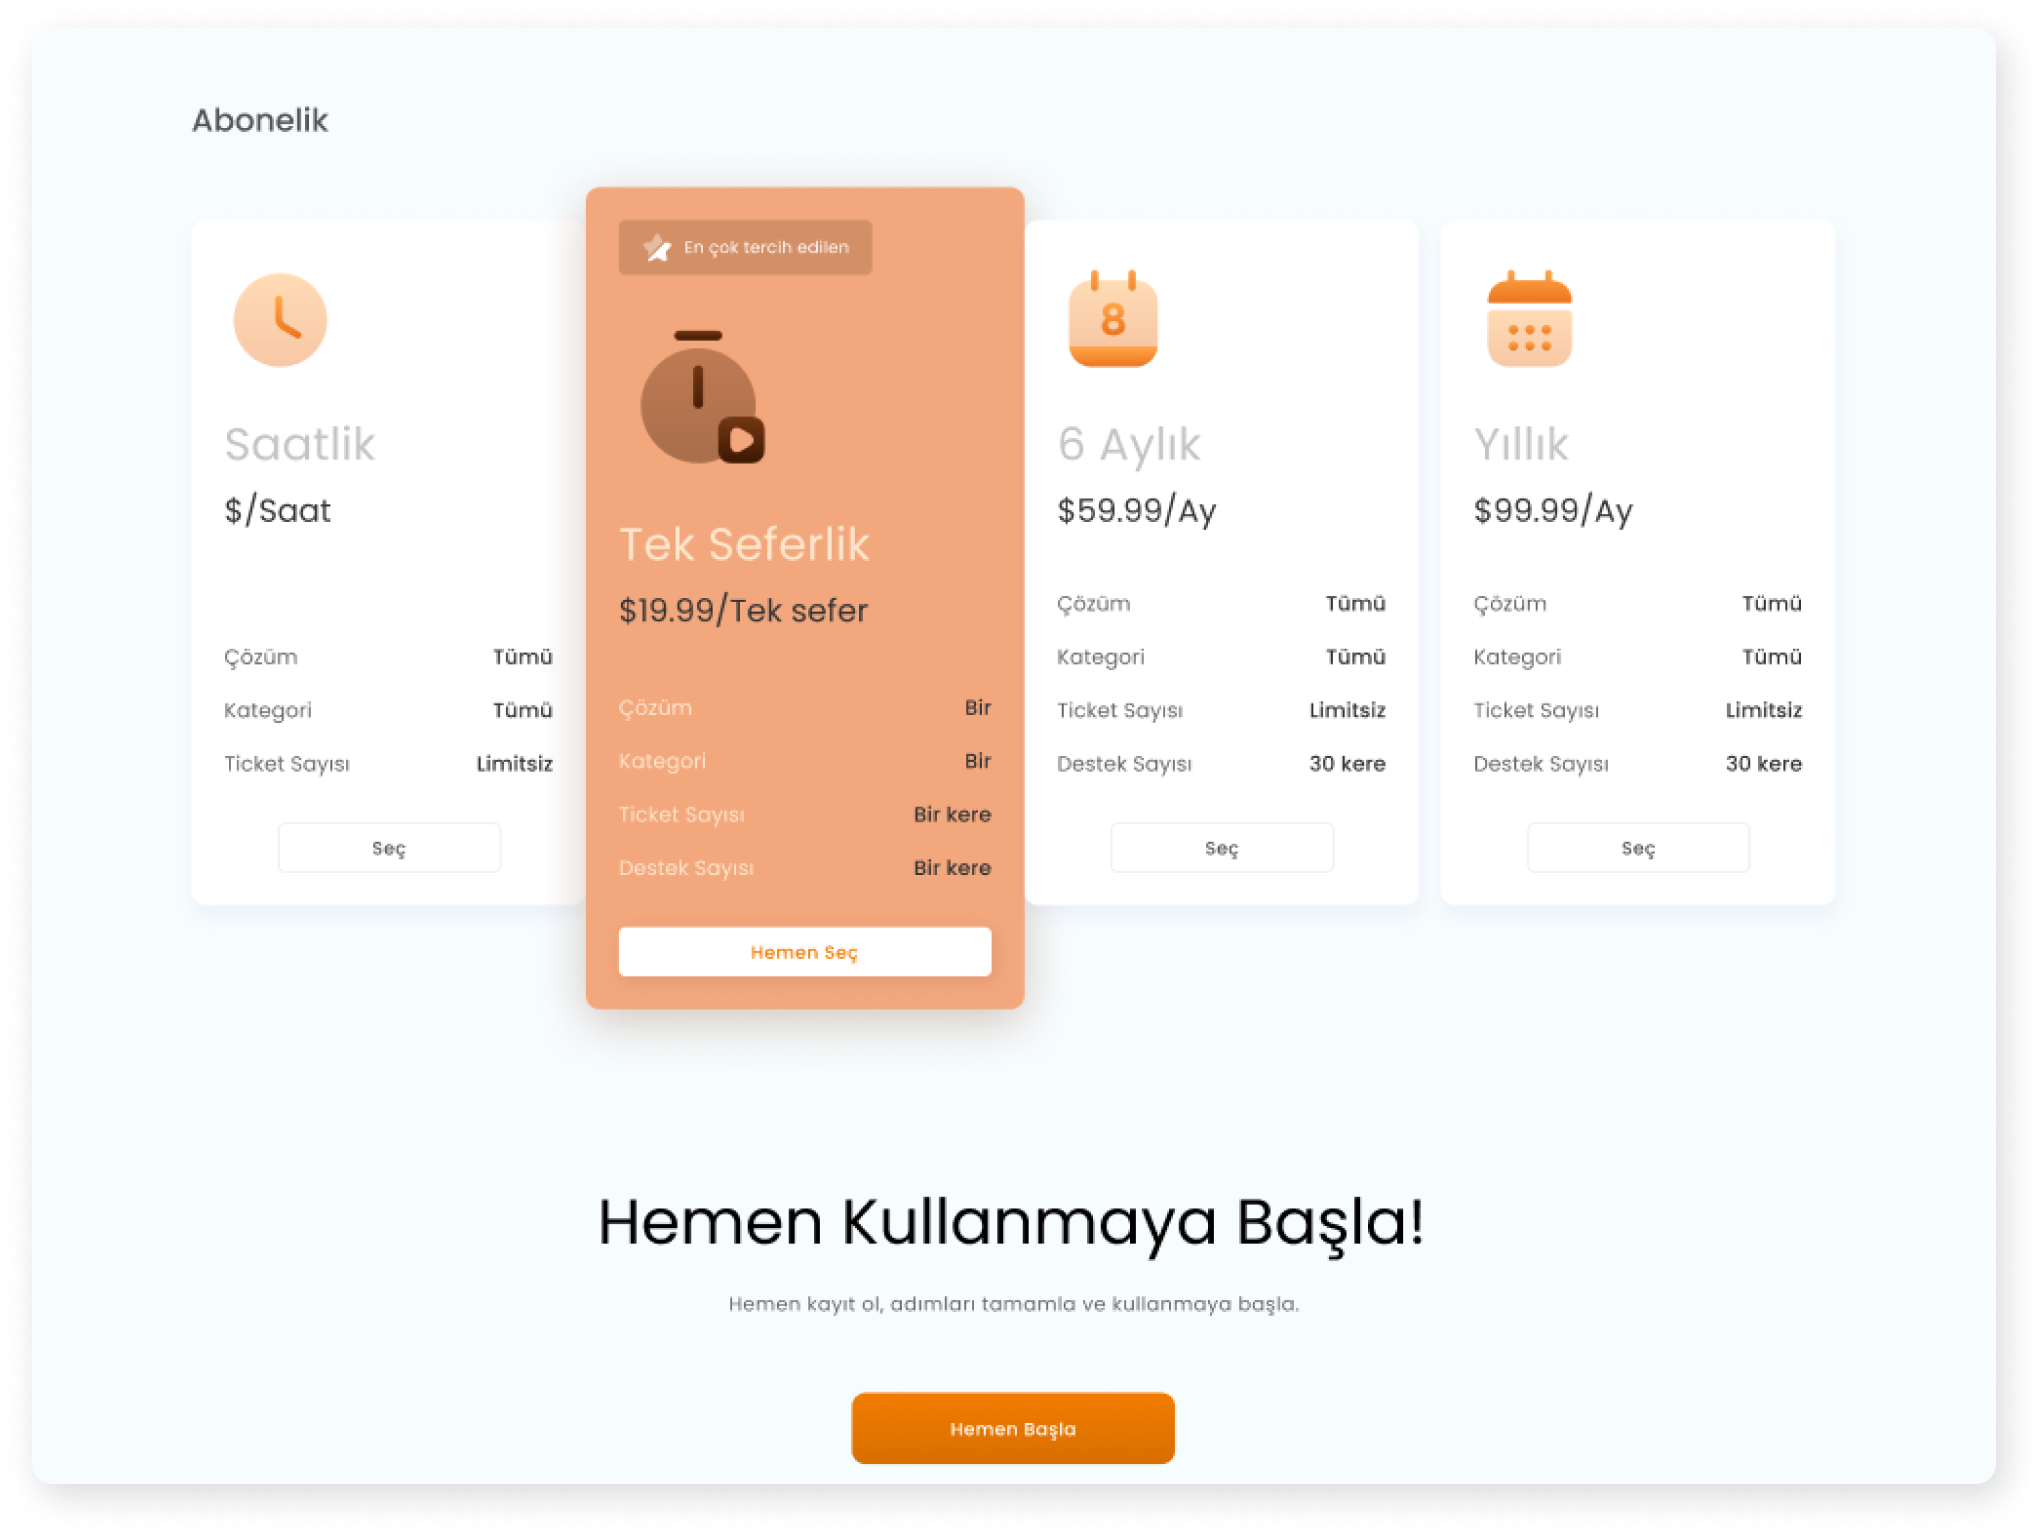 Abonelik
Saatlik
$/Saat
Çözüm Tümü
Kategori Tümü
Ticket Sayısı Limitsiz
Seç
En çok tercih edilen
Tek Seferlik
$19.99/Tek sefer
Çözüm Bir
Kategori Bir
Ticket Sayısı Bir kere
Destek Sayısı Bir kere
Hemen Seç
8
6 Aylık
$59.99/Ay
Çözüm Tümü
Kategori Tümü
Ticket Sayısı Limitsiz
Destek Sayısı 30 kere
Seç
Yıllık
$99.99/Ay
Çözüm Tümü
Kategori Tümü
Ticket Sayısı Limitsiz
Destek Sayısı 30 kere
Seç
Hemen Kullanmaya Başla!
Hemen kayıt ol, adımları tamamla ve kullanmaya başla.
Hemen Başla